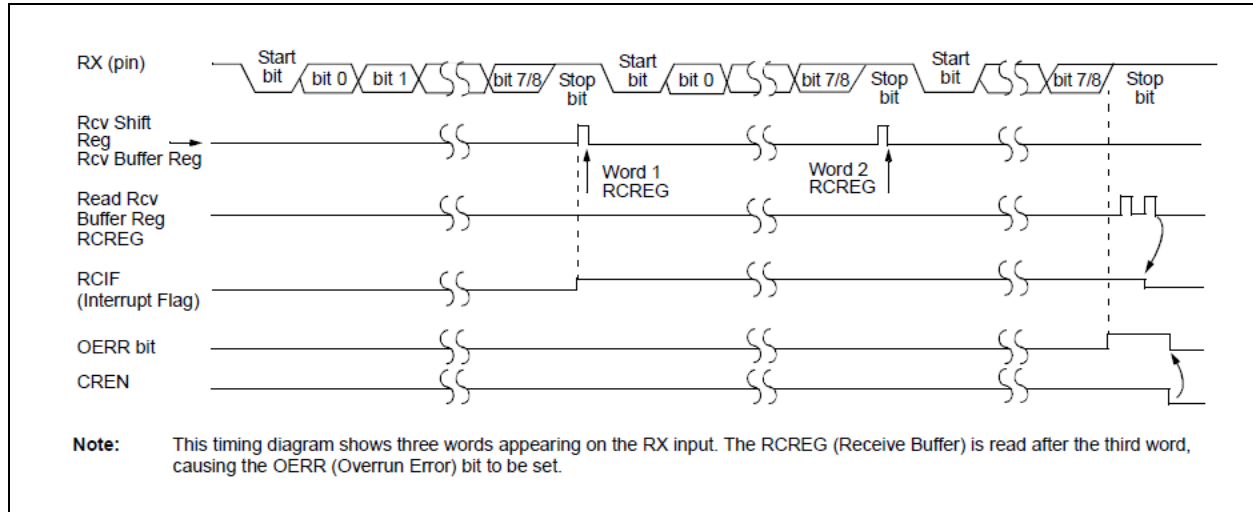 RX (pin)
Start bit
bit 0
bit 1
bit 7/8
Stop bit
Start bit
bit 0
bit 7/8
Stop bit
Start bit
bit 7/8
Stop bit
Rcv Shift
Reg
Rcv Buffer Reg
Word 1
RCREG
Word 2
RCREG
Read Rcv
Buffer Reg
RCREG
RCIF
(Interrupt Flag)
OERR bit
CREN
Note: This timing diagram shows three words appearing on the RX input. The RCREG (Receive Buffer) is read after the third word,
causing the OERR (Overrun Error) bit to be set.